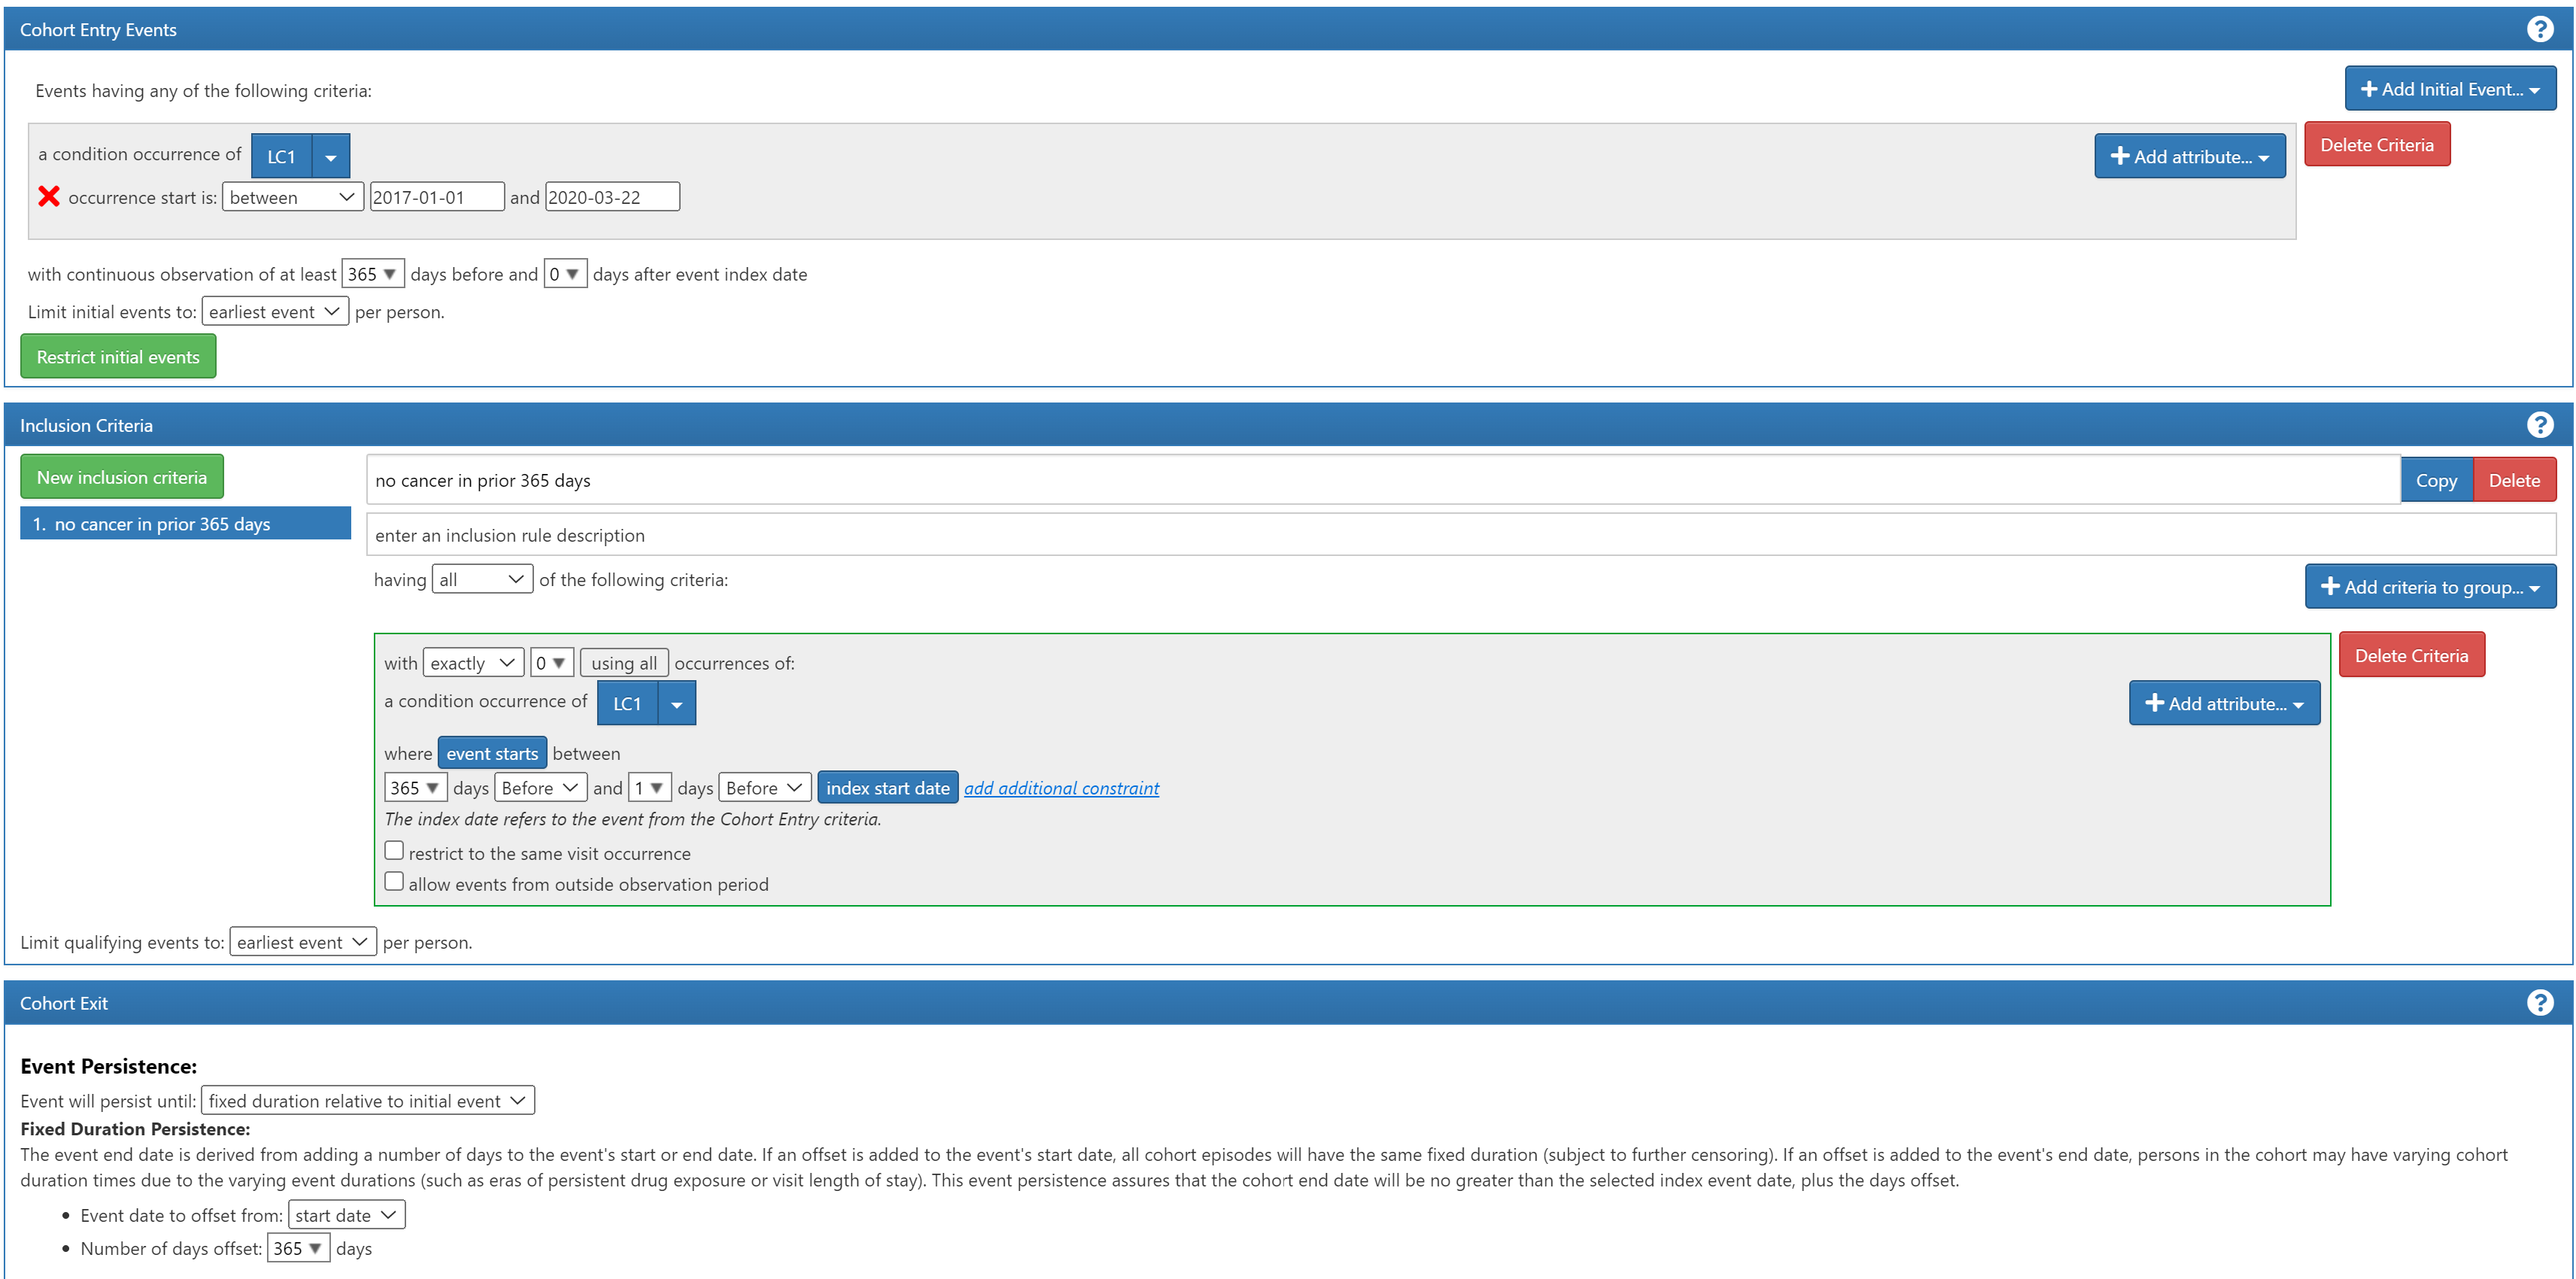 Cohort Entry Events
?
Events having any of the following criteria:
Add Initial Event...
a condition occurrence of LC1
Add attribute...
Delete Criteria
occurrence start is: between 2017-01-01 and 2020-03-22
with continuous observation of at least 365 days before and 0 days after event index date
Limit initial events to: earliest event per person.
Restrict initial events
Inclusion Criteria
?
New inclusion criteria
1. no cancer in prior 365 days
no cancer in prior 365 days
Copy Delete
enter an inclusion rule description
having all of the following criteria:
Add criteria to group...
with exactly 0 using all occurrences of:
Delete Criteria
a condition occurrence of LC1
Add attribute...
where event starts between
365 days Before and 1 days Before index start date add additional constraint
The index date refers to the event from the Cohort Entry criteria.
restrict to the same visit occurrence
allow events from outside observation period
Limit qualifying events to: earliest event per person.
Cohort Exit
?
Event Persistence:
Event will persist until: fixed duration relative to initial event
Fixed Duration Persistence:
The event end date is derived from adding a number of days to the event's start or end date. If an offset is added to the event's start date, all cohort episodes will have the same fixed duration (subject to further censoring). If an offset is added to the event's end date, persons in the cohort may have varying cohort
duration times due to the varying event durations (such as eras of persistent drug exposure or visit length of stay). This event persistence assures that the cohort end date will be no greater than the selected index event date, plus the days offset.
• Event date to offset from: start date
• Number of days offset: 365 days